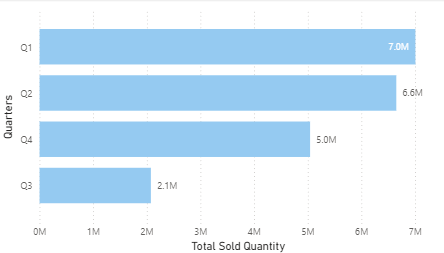 Quarters
Q1 7.0M
Q2 6.6M
Q4 5.0M
Q3 2.1M
0M 1M 2M 3M 4M 5M 6M 7M
Total Sold Quantity